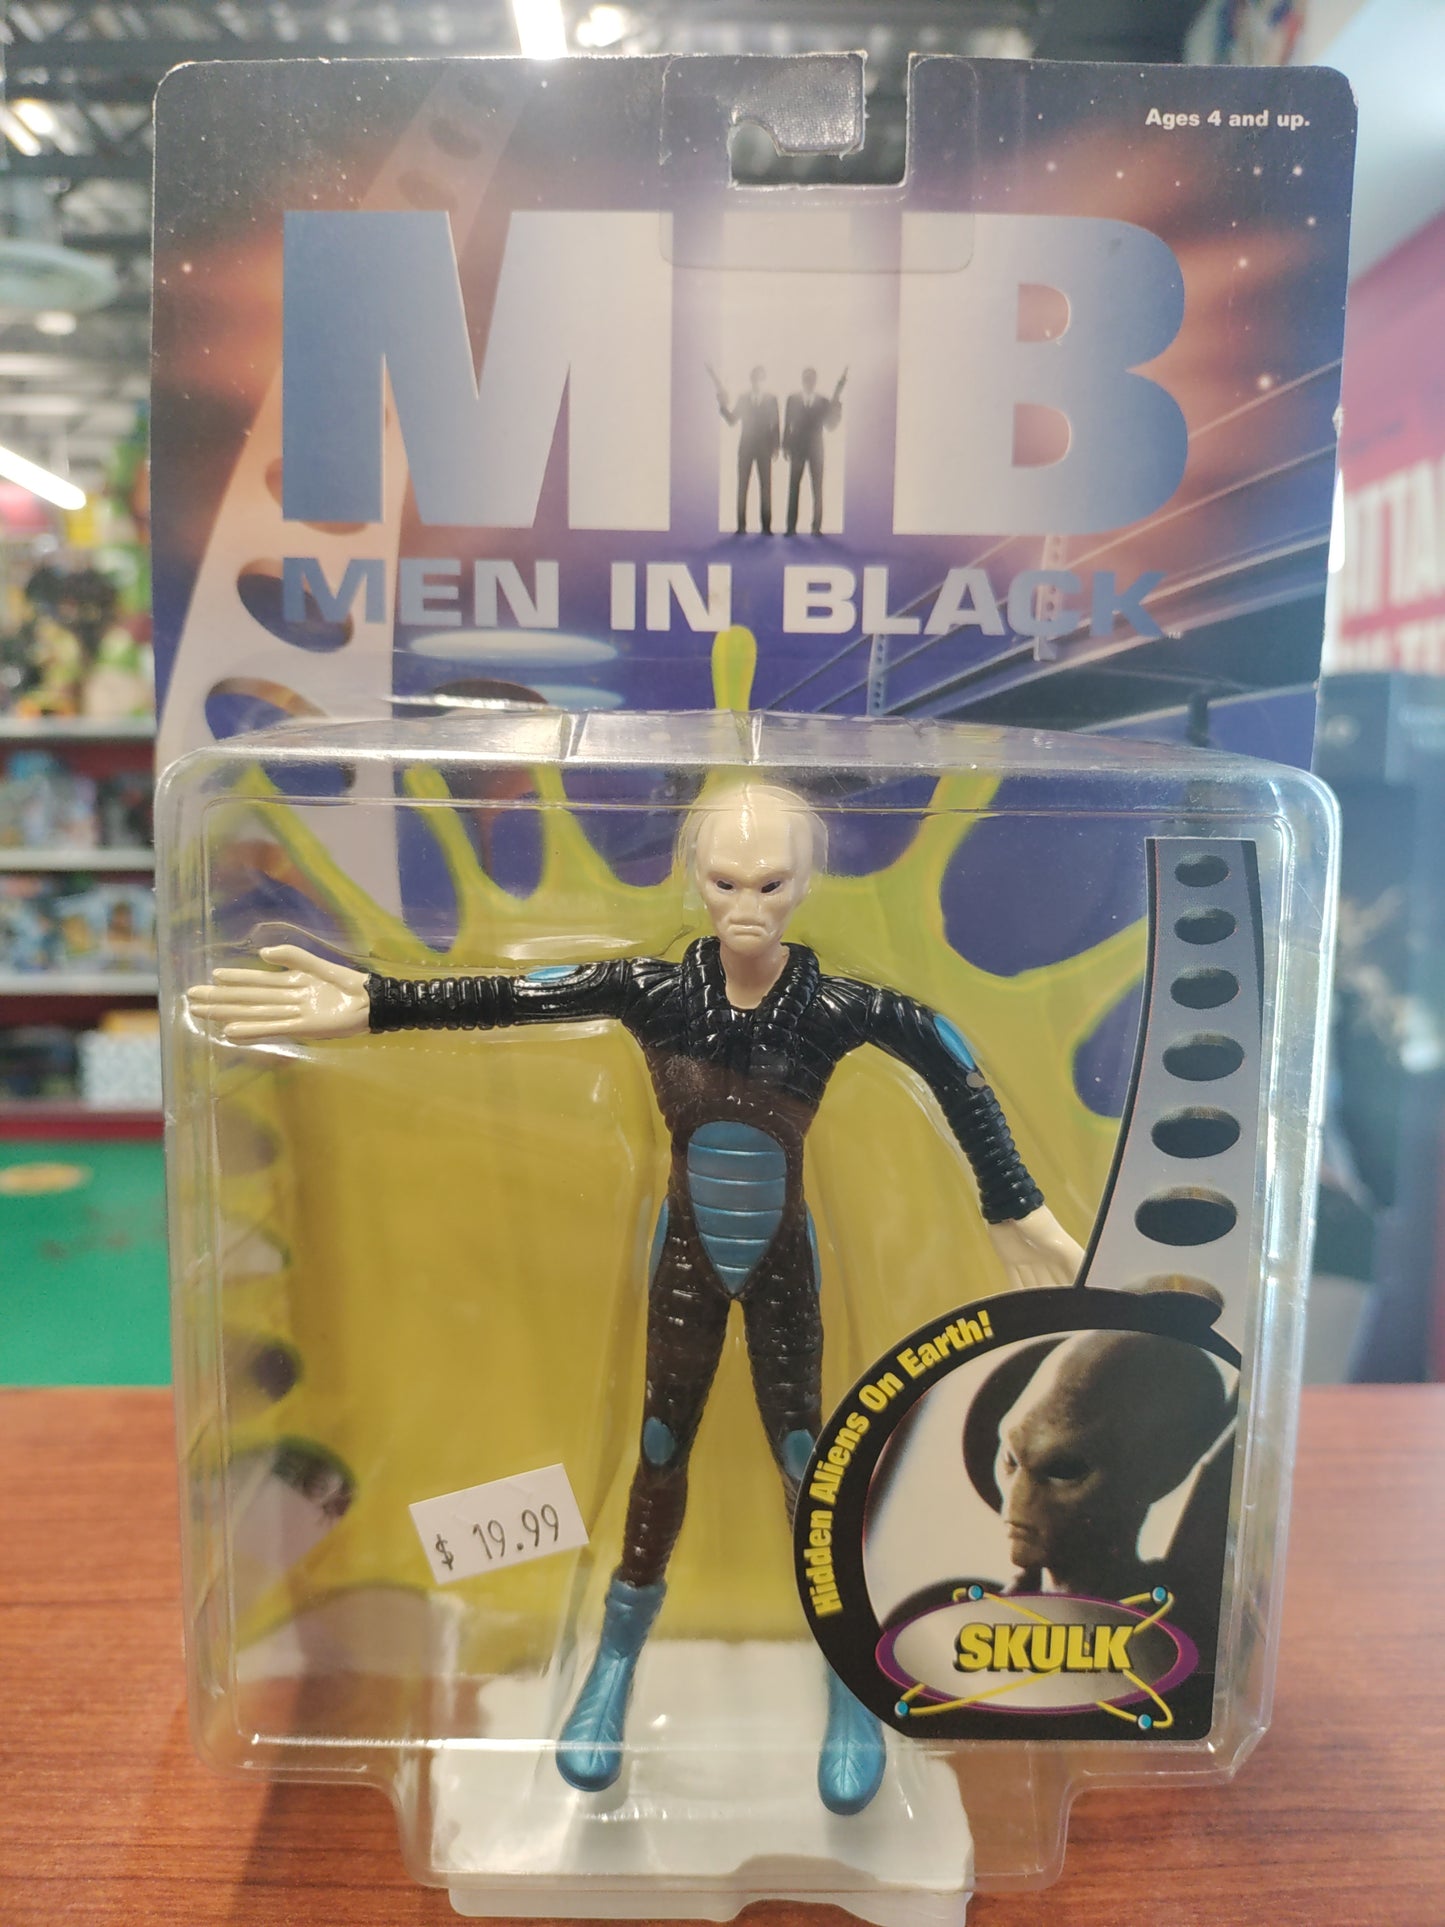 Ages 4 and up.
MIB
MEN IN BLACK
Hidden Aliens On Earth!
$ 19.99
SKULK